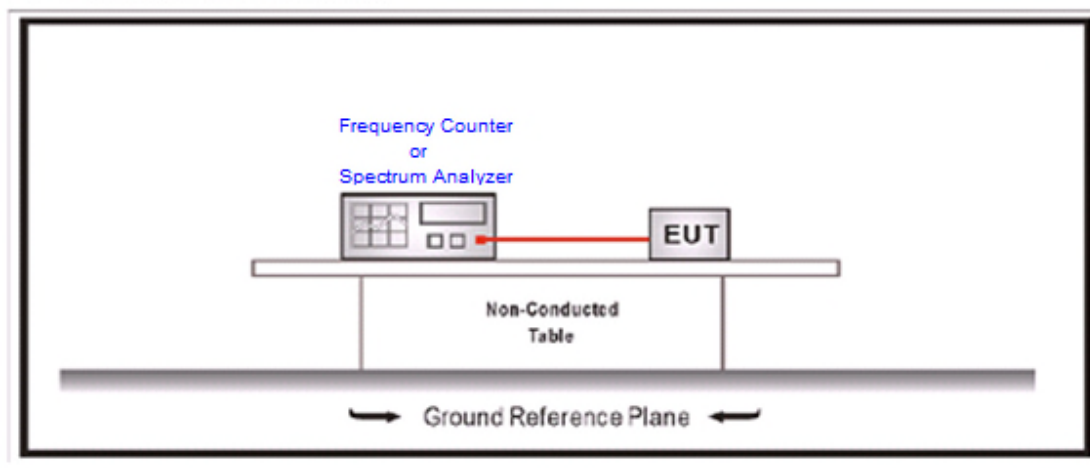 Frequency Counter
or
Spectrum Analyzer
EUT
Non-Conducted
Table
Ground Reference Plane